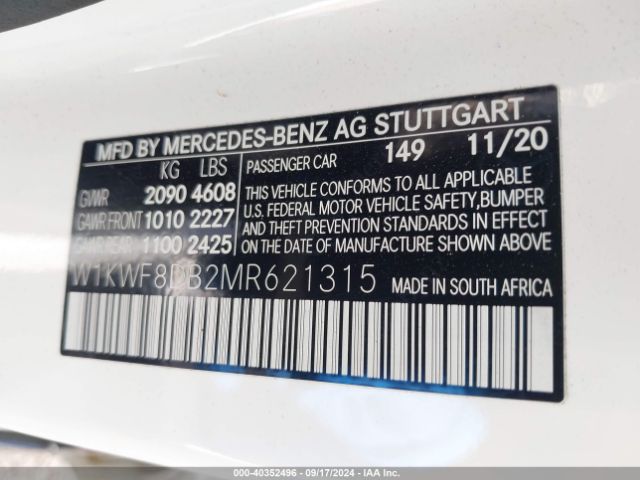 MFD BY MERCEDES-BENZ AG STUTTGART
KG LBS PASSENGER CAR 149 11/20
GVWR 2090 4608
GAWR FRONT 1010 2227
GAWR REAR 1100 2425
THIS VEHICLE CONFORMS TO ALL APPLICABLE
U.S. FEDERAL MOTOR VEHICLE SAFETY,BUMPER
AND THEFT PREVENTION STANDARDS IN EFFECT
ON THE DATE OF MANUFACTURE SHOWN ABOVE.
W1KWF8DB2MR621315 MADE IN SOUTH AFRICA
© - 40352496 - 09/17/2024 - IAA Inc.